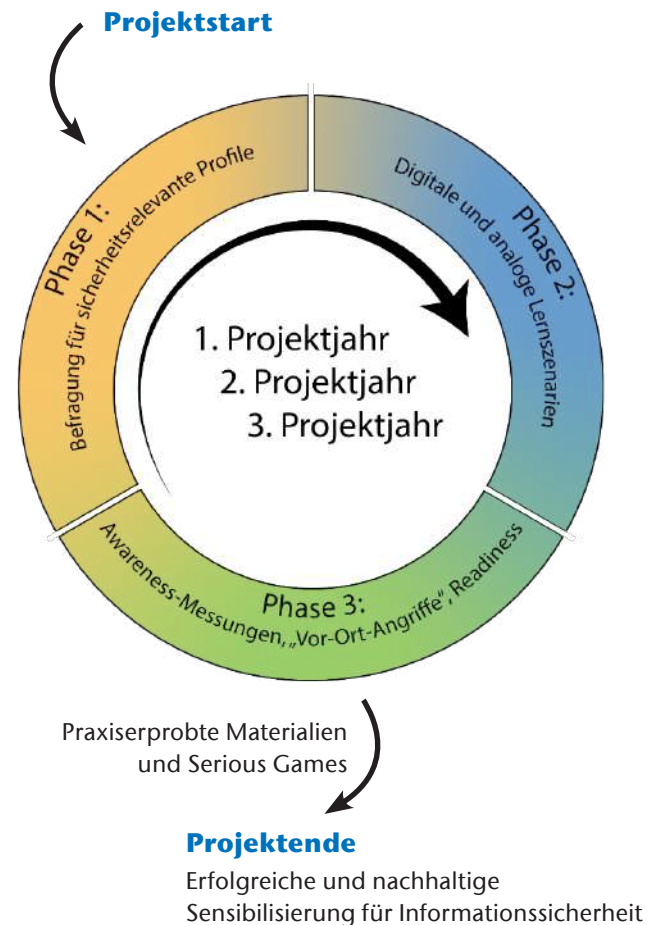 Projektstart
Phase 1:
Befragung für sicherheitsrelevante Profile
Phase 2:
Digitale und analoge Lernszenarien
1. Projektjahr
2. Projektjahr
3. Projektjahr
Phase 3:
Awareness-Messungen, „Vor-Ort-Angriffe“, Readiness
Praxiserprobte Materialien
und Serious Games
Projektende
Erfolgreiche und nachhaltige
Sensibilisierung für Informationssicherheit